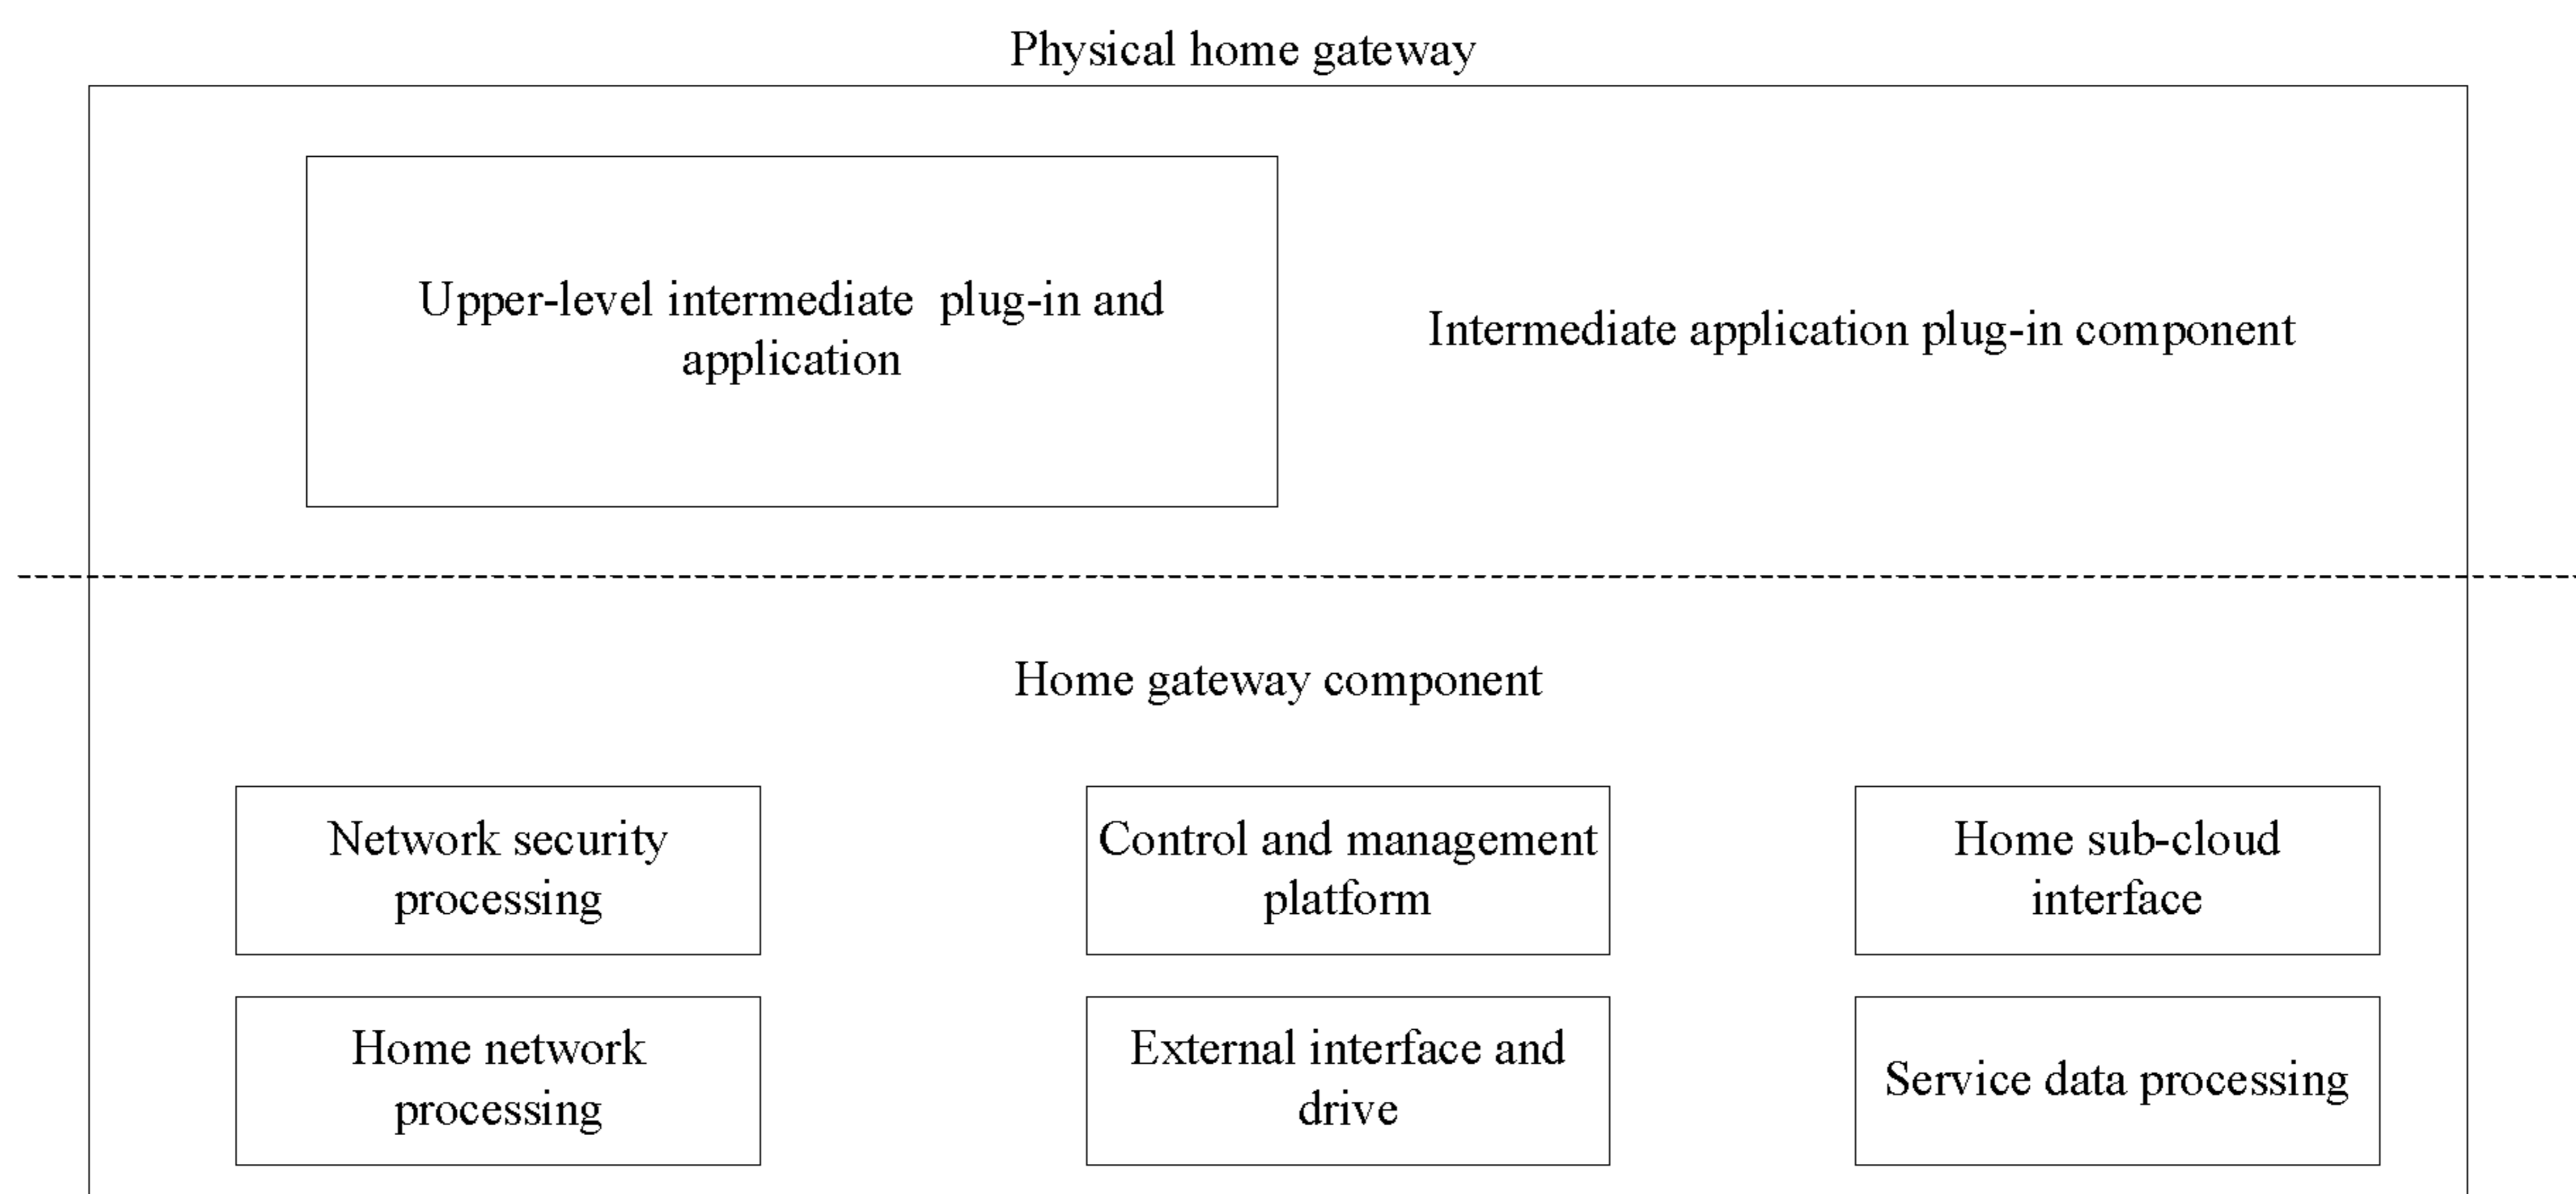 Physical home gateway
Upper-level intermediate plug-in and
application
Intermediate application plug-in component
Home gateway component
Network security
processing
Control and management
platform
Home sub-cloud
interface
Home network
processing
External interface and
drive
Service data processing